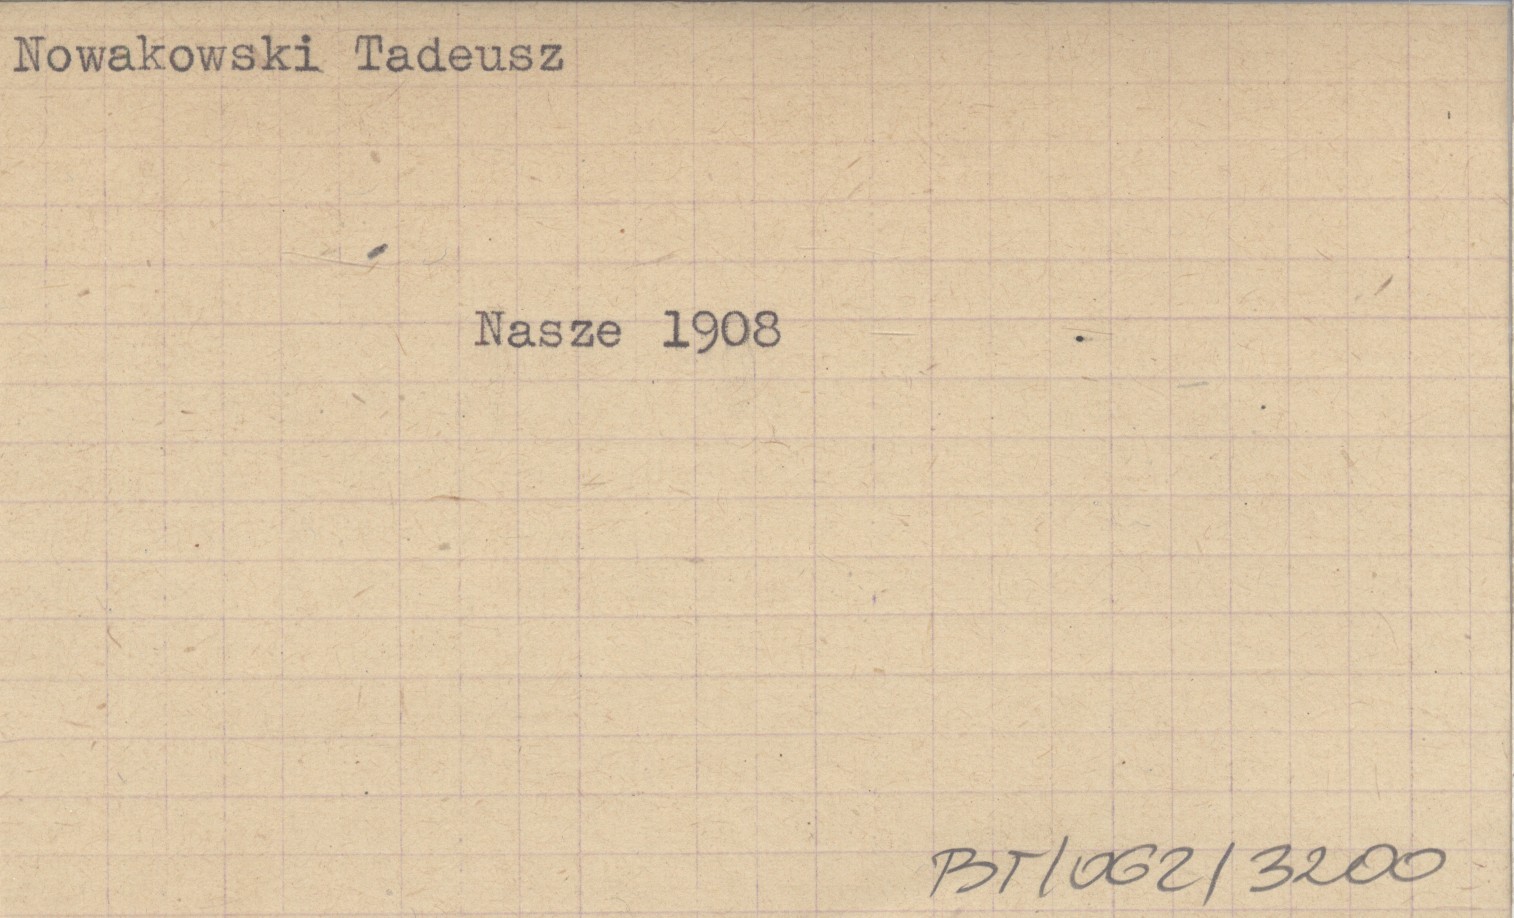 Nowakowski Tadeusz
Nasze 1908
BT/062/3200